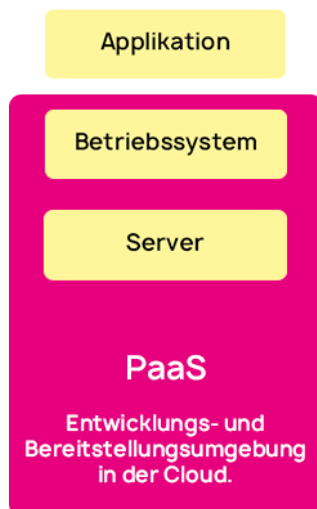 Applikation
Betriebssystem
Server
PaaS
Entwicklungs- und
Bereitstellungsumgebung
in der Cloud.